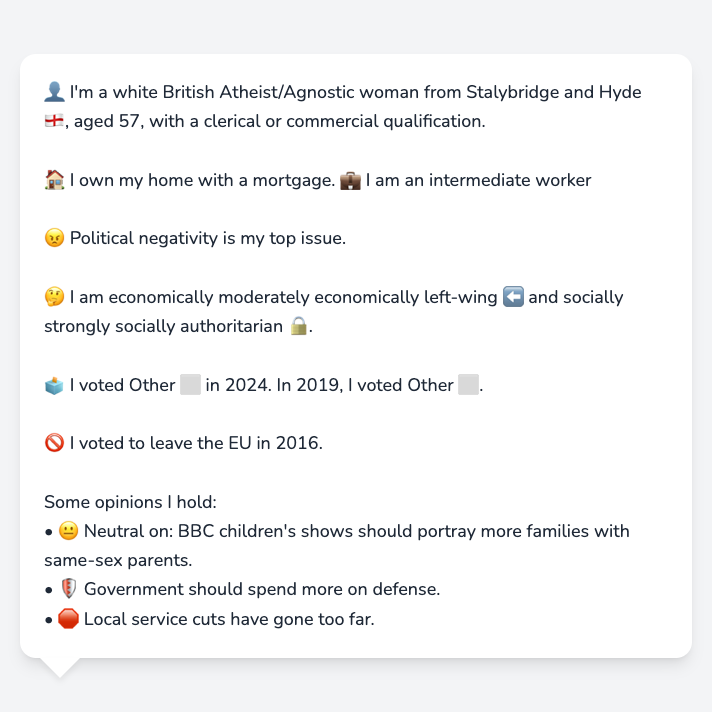 👤 I'm a white British Atheist/Agnostic woman from Stalybridge and Hyde
🏴󠁧󠁢󠁥󠁮󠁧󠁿, aged 57, with a clerical or commercial qualification.
🏠 I own my home with a mortgage. 💼 I am an intermediate worker
😠 Political negativity is my top issue.
🤔 I am economically moderately economically left-wing ⬅️ and socially
strongly socially authoritarian 🔒.
🗳️ I voted Other ⬜ in 2024. In 2019, I voted Other ⬜.
🚫 I voted to leave the EU in 2016.
Some opinions I hold:
• 😐 Neutral on: BBC children's shows should portray more families with
same-sex parents.
• 🛡️ Government should spend more on defense.
• 🛑 Local service cuts have gone too far.